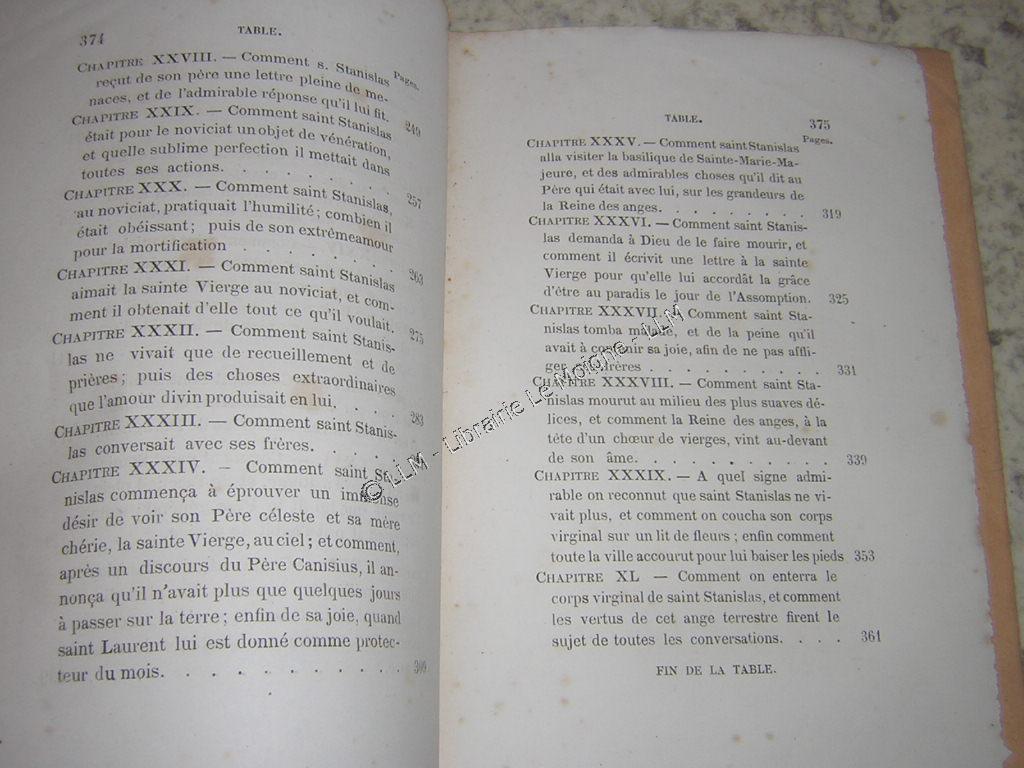 374
TABLE.
Pages.
CHAPITRE XXVIII. — Comment s. Stanislas
reçut de son père une lettre pleine de me-
naces, et de l'admirable réponse qu'il lui fit. 249
CHAPITRE XXIX. — Comment saint Stanislas
était pour le noviciat un objet de vénération,
et quelle sublime perfection il mettait dans
toutes ses actions. . . . . . . . 257
CHAPITRE XXX. — Comment saint Stanislas,
au noviciat, pratiquait l'humilité; combien il
était obéissant; puis de son extrême amour
pour la mortification . . . . . . . 263
CHAPITRE XXXI. — Comment saint Stanislas
aimait la sainte Vierge au noviciat, et com-
ment il obtenait d'elle tout ce qu'il voulait. 275
CHAPITRE XXXII. — Comment saint Stanis-
las ne vivait que de recueillement et de
prières; puis des choses extraordinaires
que l'amour divin produisait en lui. . . . 283
CHAPITRE XXXIII. — Comment saint Stanis-
las conversait avec ses frères. . . . .
CHAPITRE XXXIV. — Comment saint Sta-
nislas commença à éprouver un immense
désir de voir son Père céleste et sa mère
chérie, la sainte Vierge, au ciel; et comment,
après un discours du Père Canisius, il an-
nonça qu'il n'avait plus que quelques jours
à passer sur la terre; enfin de sa joie, quand
saint Laurent lui est donné comme protec-
teur du mois. . . . . . . . . . 309
TABLE.
375
Pages.
CHAPITRE XXXV. — Comment saint Stanislas
alla visiter la basilique de Sainte-Marie-Ma-
jeure, et des admirables choses qu'il dit au
Père qui était avec lui, sur les grandeurs de
la Reine des anges. . . . . . . . . 319
CHAPITRE XXXVI. — Comment saint Stanis-
las demanda à Dieu de le faire mourir, et
comment il écrivit une lettre à la sainte
Vierge pour qu'elle lui accordât la grâce
d'être au paradis le jour de l'Assomption. 325
CHAPITRE XXXVII. — Comment saint Sta-
nislas tomba malade, et de la peine qu'il
avait à contenir sa joie, afin de ne pas affli-
ger ses frères . . . . . . . . . . 331
CHAPITRE XXXVIII. — Comment saint Sta-
nislas mourut au milieu des plus suaves dé-
lices, et comment la Reine des anges, à la
tête d'un chœur de vierges, vint au-devant
de son âme. . . . . . . . . . 339
CHAPITRE XXXIX. — A quel signe admi-
rable on reconnut que saint Stanislas ne vi-
vait plus, et comment on coucha son corps
virginal sur un lit de fleurs; enfin comment
toute la ville accourut pour lui baiser les pieds 353
CHAPITRE XL — Comment on enterra le
corps virginal de saint Stanislas, et comment
les vertus de cet ange terrestre firent le
sujet de toutes les conversations. . . . 361
FIN DE LA TABLE.
© LLM - Librairie Le Moigne - LLM